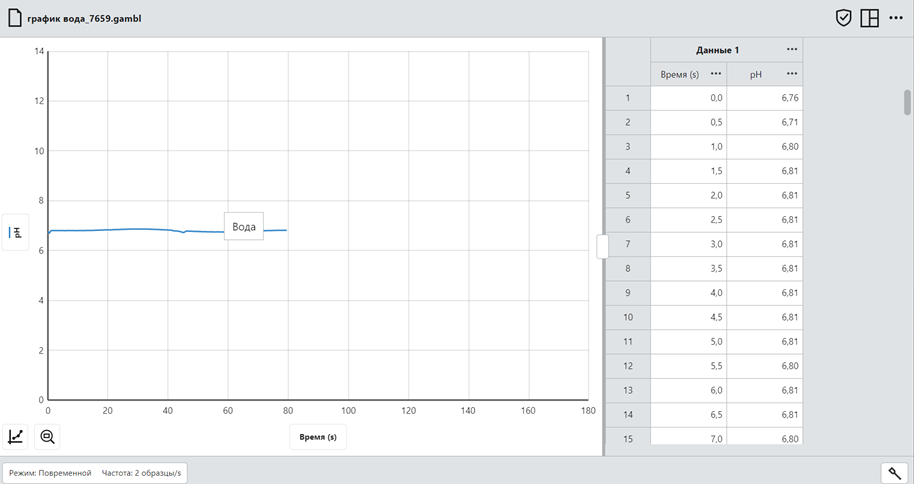 график вода_7659.gambl
14
12
10
8
6
4
2
0
pH
Вода
0 20 40 60 80 100 120 140 160 180
Время (s)
Данные 1
Время (s) pH
1 0,0 6,76
2 0,5 6,71
3 1,0 6,80
4 1,5 6,81
5 2,0 6,81
6 2,5 6,81
7 3,0 6,81
8 3,5 6,81
9 4,0 6,81
10 4,5 6,81
11 5,0 6,81
12 5,5 6,80
13 6,0 6,81
14 6,5 6,81
15 7,0 6,80
Режим: Повременной Частота: 2 образцы/s